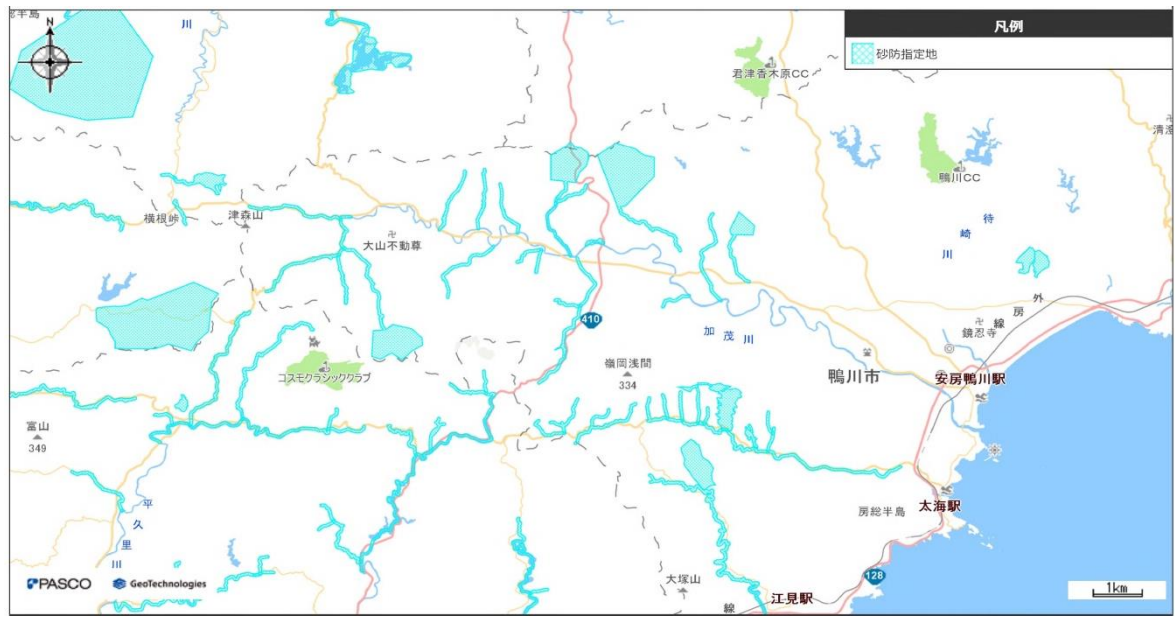 総半島
N
川
君津香木原CC
凡例
砂防指定地
清澄
鴨川CC
横根峠
津森山
大山不動尊
待
崎
川
410
加
茂
川
外
房
線
鏡忍寺
コスモクラシッククラブ
嶺岡浅間
334
鴨川市
安房鴨川駅
富山
349
平
久
里
川
房総半島
太海駅
128
大塚山
江見駅
線
PASCO
GeoTechnologies
1km